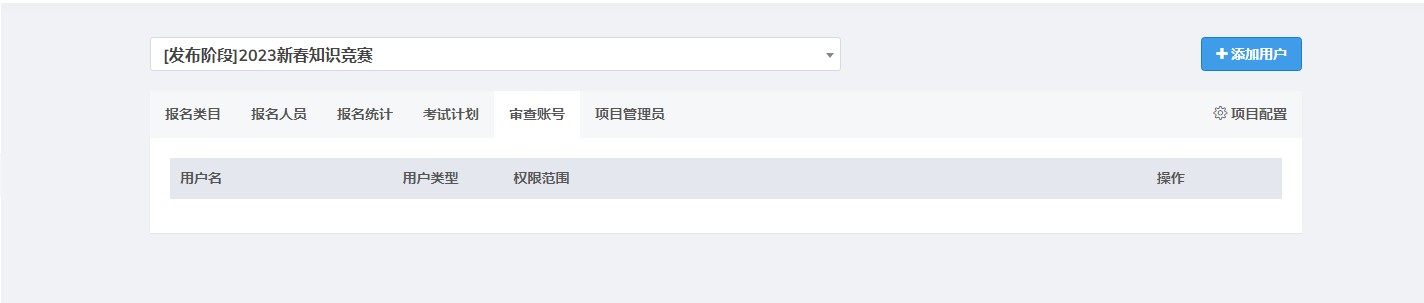 [发布阶段]2023新春知识竞赛
添加用户
报名类目 报名人员 报名统计 考试计划 审查账号 项目管理员 项目配置
用户名 用户类型 权限范围 操作